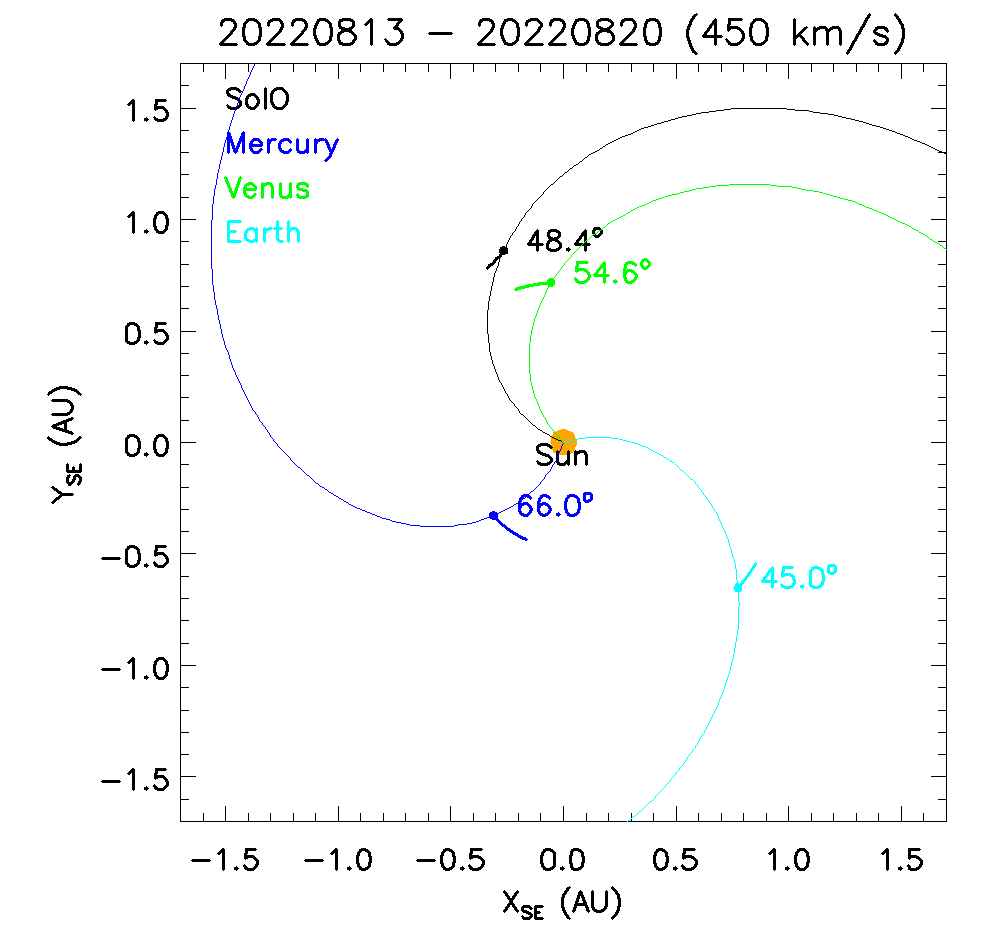 20220813 − 20220820 (450 km/s)
SolO
Mercury
Venus
Earth
48.4°
54.6°
Sun
66.0°
45.0°
1.5
1.0
0.5
0.0
−0.5
−1.0
−1.5
Y_SE (AU)
−1.5 −1.0 −0.5 0.0 0.5 1.0 1.5
X_SE (AU)